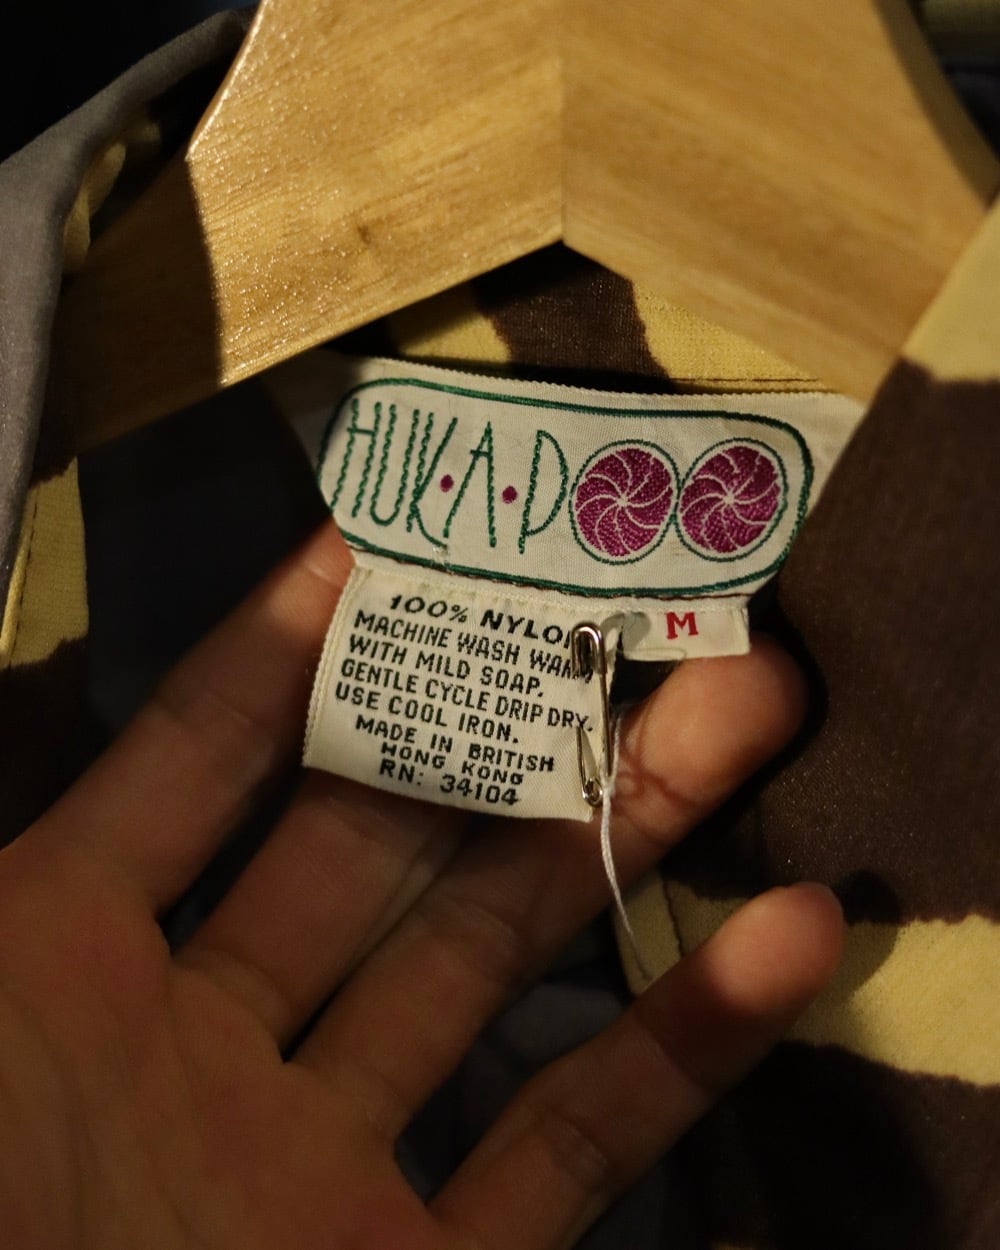 HUK·A·POO
M
100% NYLON
MACHINE WASH WARM
WITH MILD SOAP.
GENTLE CYCLE DRIP DRY.
USE COOL IRON.
MADE IN BRITISH
HONG KONG
RN: 34104